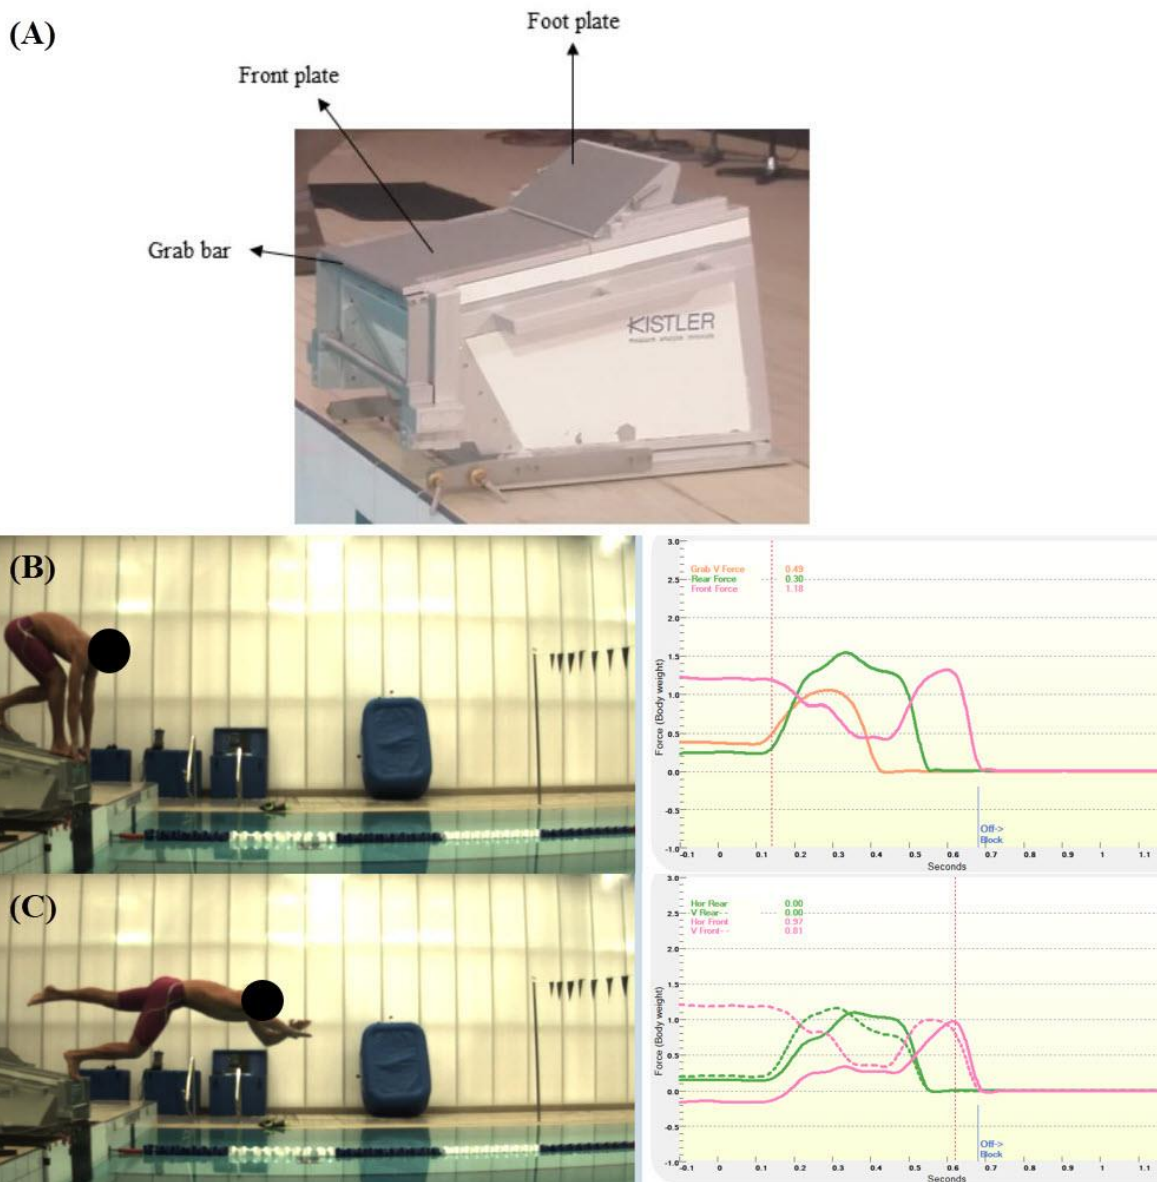 (A)
Foot plate
Front plate
Grab bar
KISTLER
measure. analyze. innovate.
(B)
Grab V Force 0.49
Rear Force 0.30
Front Force 1.18
3.0
2.5
2.0
1.5
1.0
0.5
0.0
-0.5
-1.0
Force (Body weight)
-0.1 0 0.1 0.2 0.3 0.4 0.5 0.6 0.7 0.8 0.9 1 1.1
Seconds
Off->
Block
(C)
Hor Rear 0.00
V Rear- - 0.00
Hor Front 0.97
V Front- - 0.81
3.0
2.5
2.0
1.5
1.0
0.5
0.0
-0.5
-1.0
Force (Body weight)
-0.1 0 0.1 0.2 0.3 0.4 0.5 0.6 0.7 0.8 0.9 1 1.1
Seconds
Off->
Block